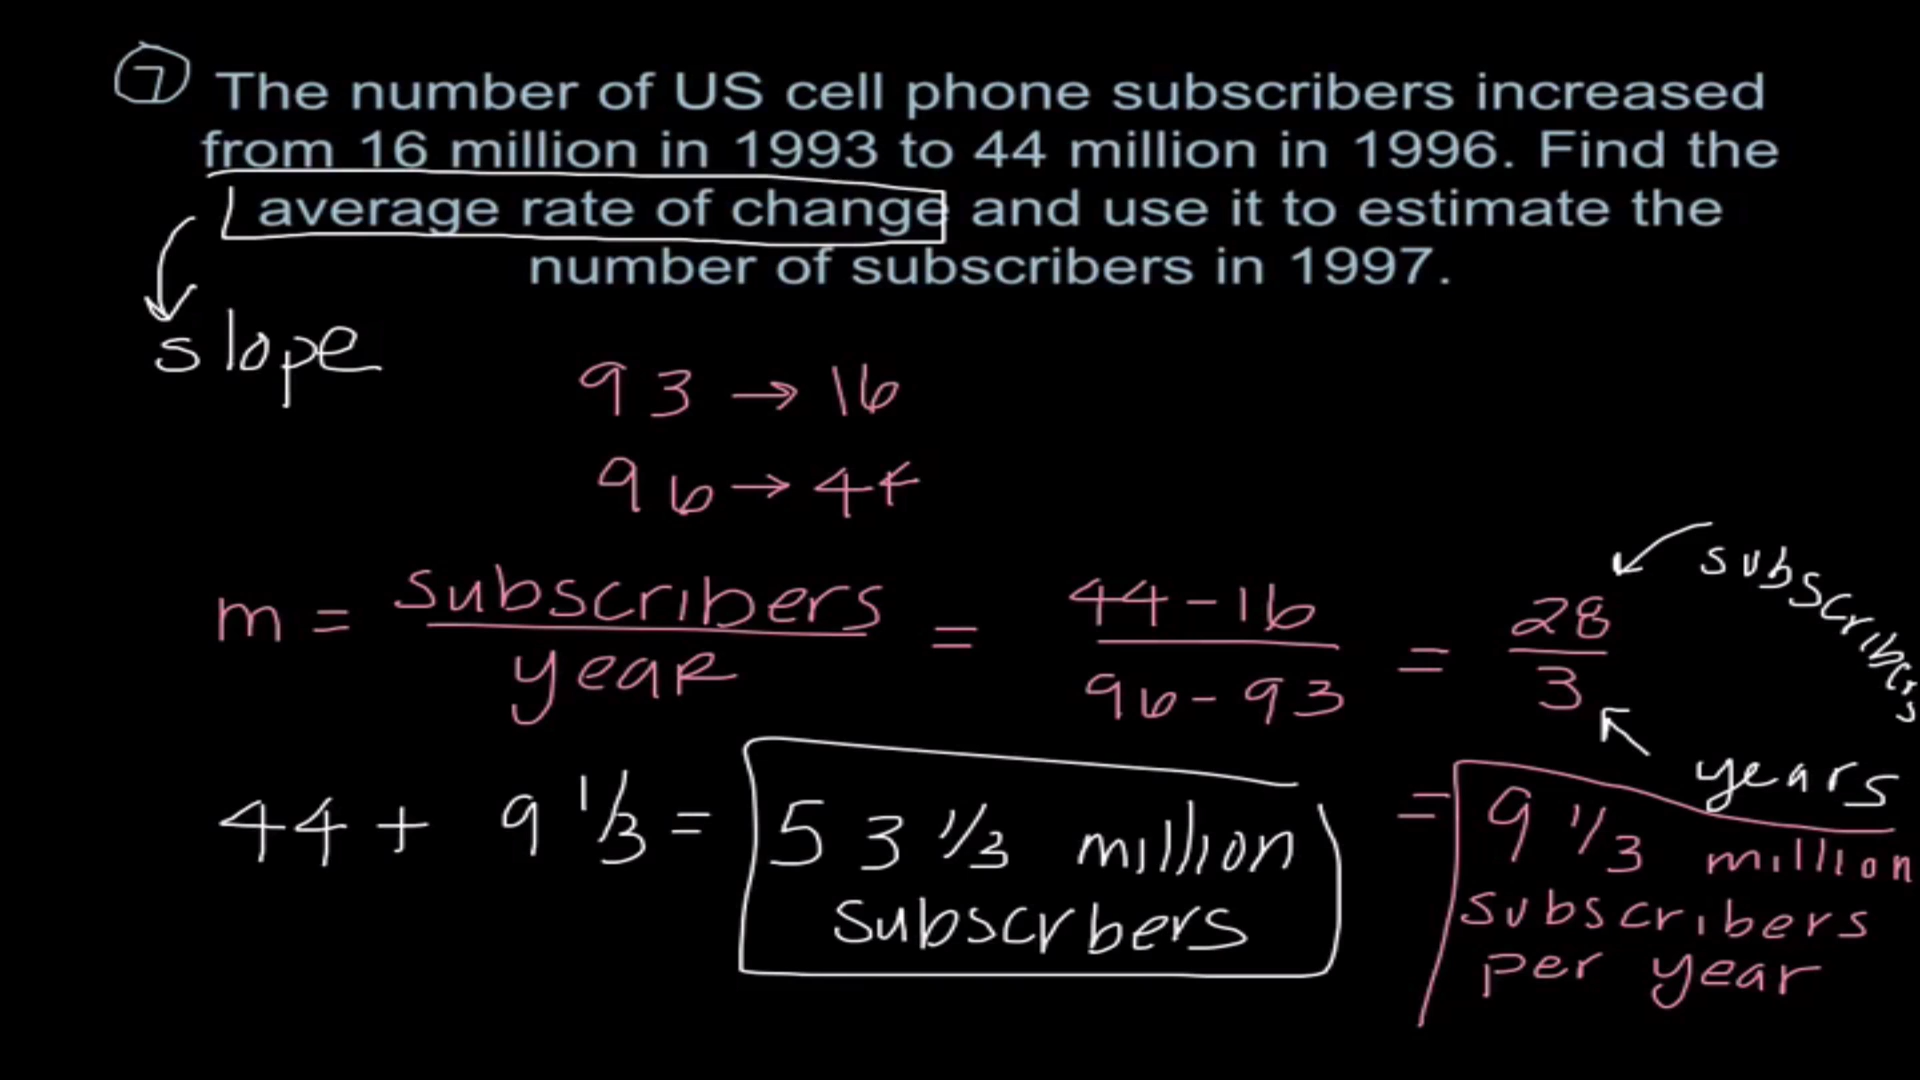 7 The number of US cell phone subscribers increased
from 16 million in 1993 to 44 million in 1996. Find the
average rate of change and use it to estimate the
number of subscribers in 1997.
slope
93 → 16
96 → 44
m = subscribers / year = 44 - 16 / 96 - 93 = 28 / 3
subscribers
years
= 9 1/3 million
subscribers
per year
44 + 9 1/3 = 53 1/3 million
subscrbers